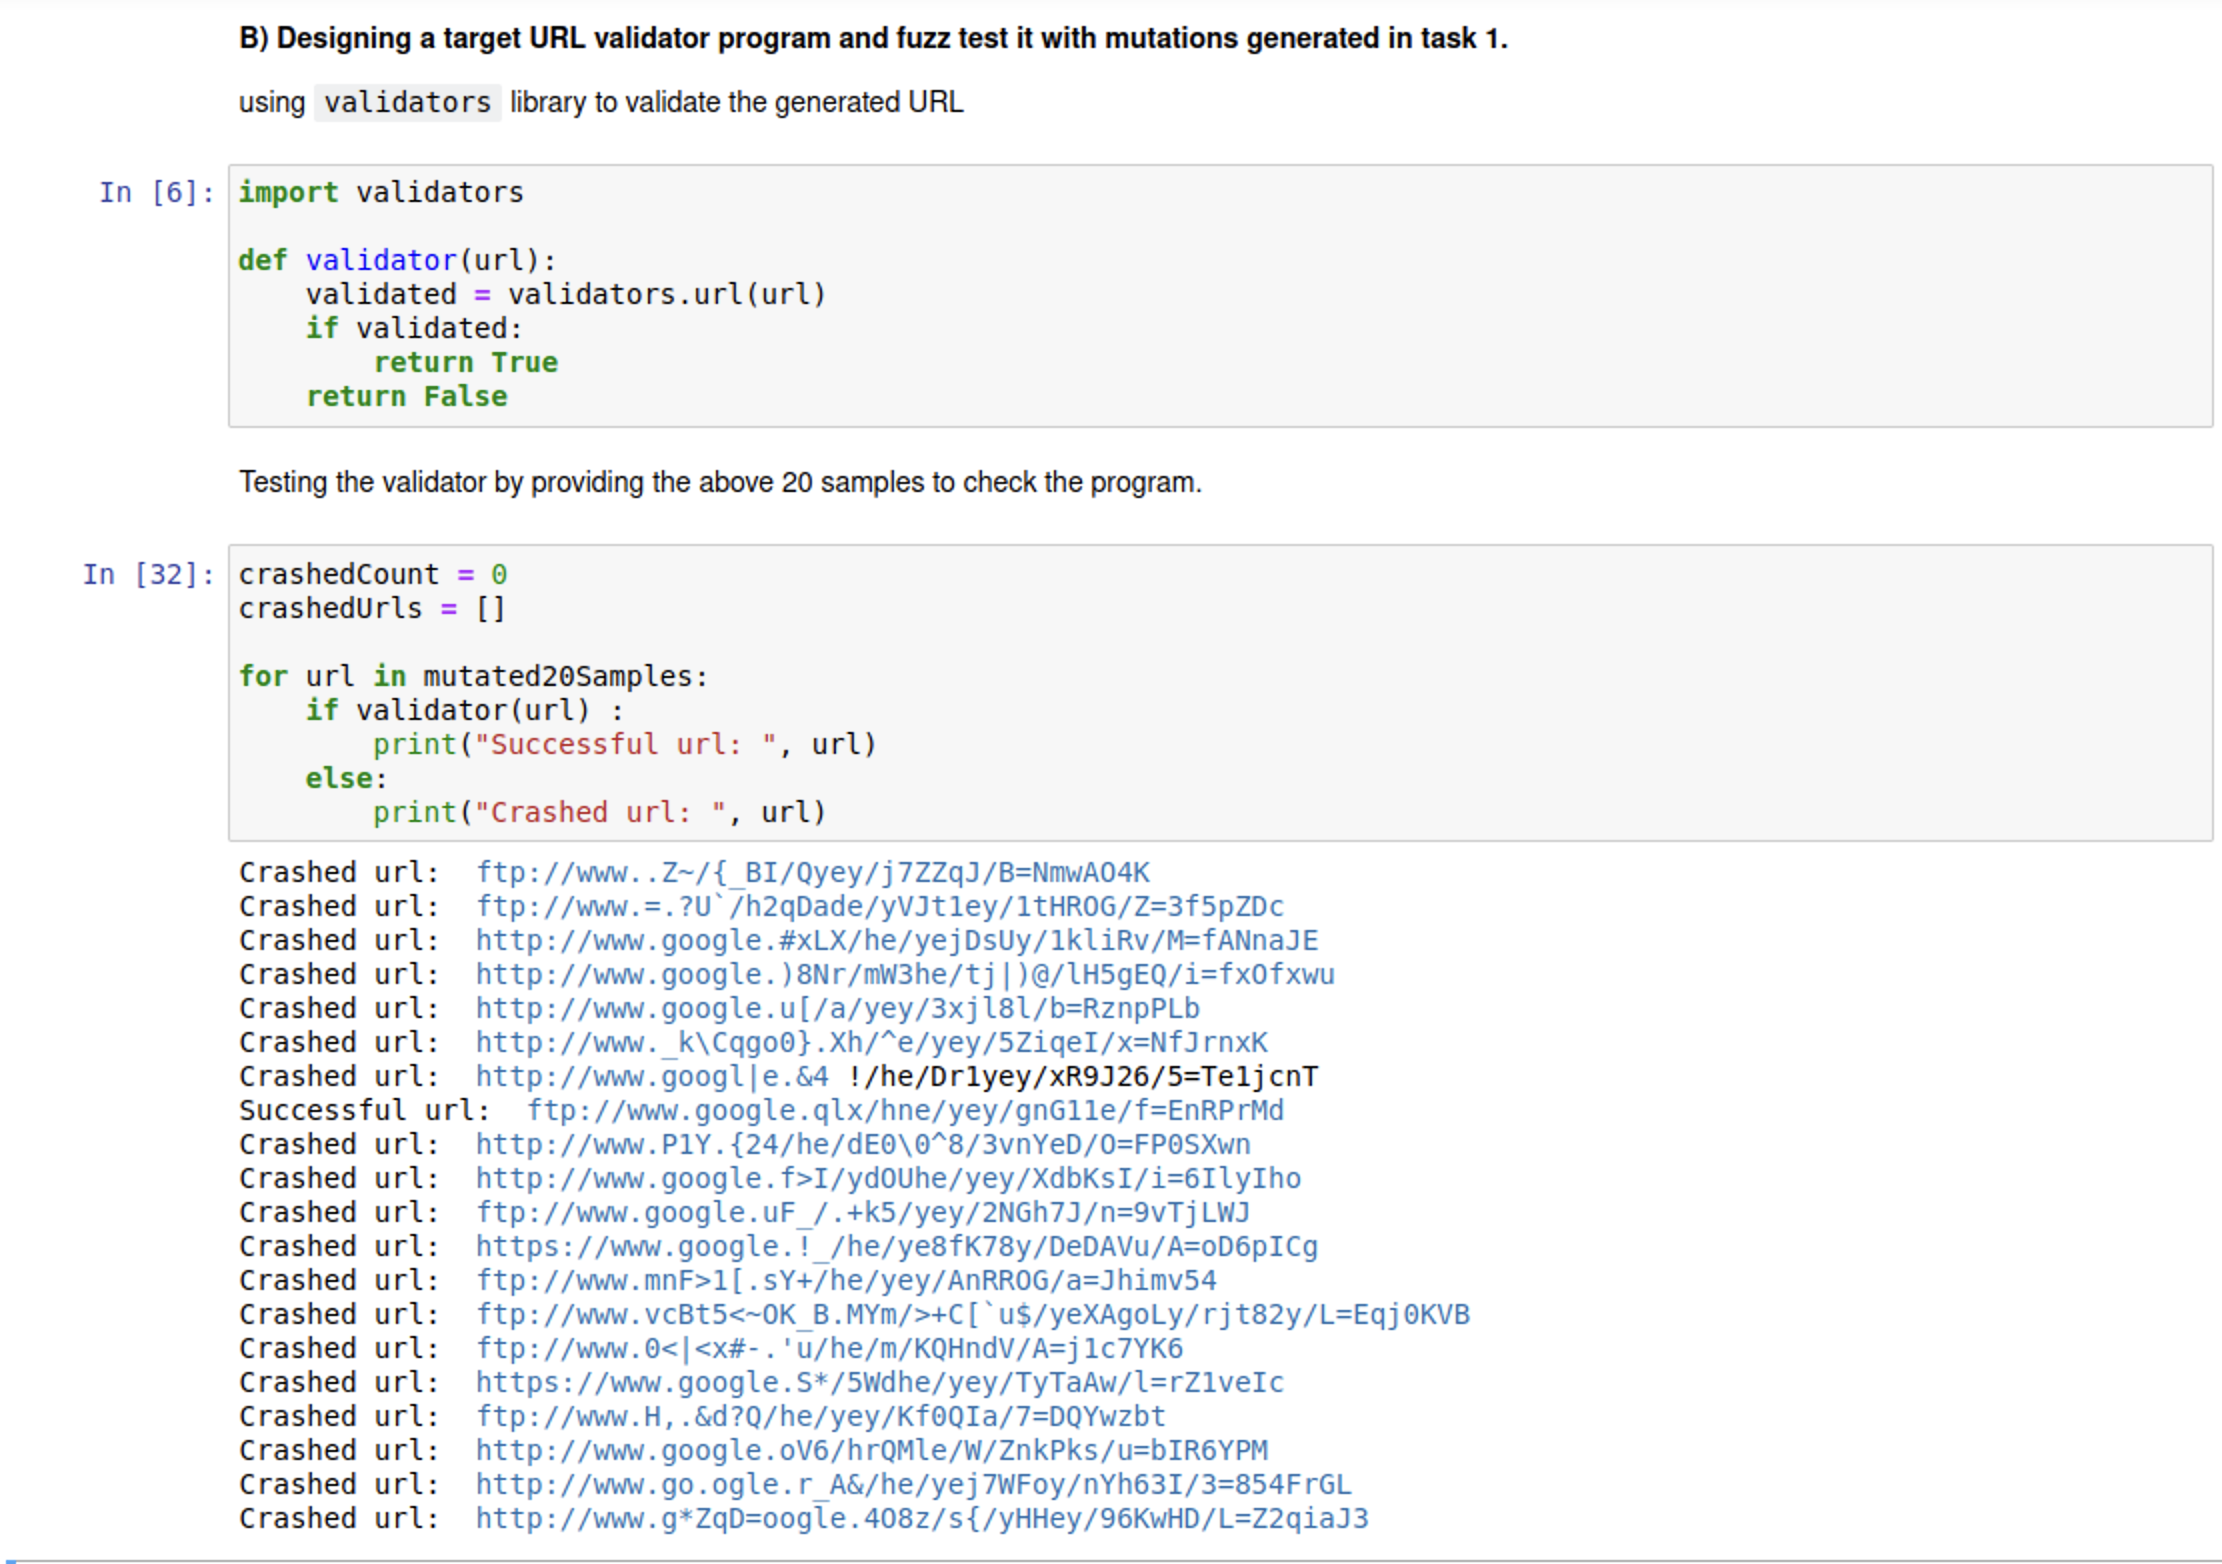 B) Designing a target URL validator program and fuzz test it with mutations generated in task 1.
using validators library to validate the generated URL
In [6]:
import validators
def validator(url):
    validated = validators.url(url)
    if validated:
        return True
    return False
Testing the validator by providing the above 20 samples to check the program.
In [32]:
crashedCount = 0
crashedUrls = []
for url in mutated20Samples:
    if validator(url) :
        print("Successful url: ", url)
    else:
        print("Crashed url: ", url)
Crashed url:  ftp://www..Z~/{_BI/Qyey/j7ZZqJ/B=NmwAO4K
Crashed url:  ftp://www.=.?U`/h2qDade/yVJt1ey/1tHROG/Z=3f5pZDc
Crashed url:  http://www.google.#xLX/he/yejDsUy/1kliRv/M=fANnaJE
Crashed url:  http://www.google.)8Nr/mW3he/tj|)@/lH5gEQ/i=fxOfxwu
Crashed url:  http://www.google.u[/a/yey/3xjl8l/b=RznpPLb
Crashed url:  http://www._k\Cqgo0}.Xh/^e/yey/5ZiqeI/x=NfJrnxK
Crashed url:  http://www.googl|e.&4 !/he/Dr1yey/xR9J26/5=Te1jcnT
Successful url:  ftp://www.google.qlx/hne/yey/gnG11e/f=EnRPrMd
Crashed url:  http://www.P1Y.{24/he/dE0\0^8/3vnYeD/O=FP0SXwn
Crashed url:  http://www.google.f>I/ydOUhe/yey/XdbKsI/i=6IlyIho
Crashed url:  ftp://www.google.uF_/.+k5/yey/2NGh7J/n=9vTjLWJ
Crashed url:  https://www.google.!_/he/ye8fK78y/DeDAVu/A=oD6pICg
Crashed url:  ftp://www.mnF>1[.sY+/he/yey/AnRROG/a=Jhimv54
Crashed url:  ftp://www.vcBt5<~OK_B.MYm/>+C[`u$/yeXAgoLy/rjt82y/L=Eqj0KVB
Crashed url:  ftp://www.0<|<x#-.'u/he/m/KQHndV/A=j1c7YK6
Crashed url:  https://www.google.S*/5Wdhe/yey/TyTaAw/l=rZ1veIc
Crashed url:  ftp://www.H,.&d?Q/he/yey/Kf0QIa/7=DQYwzbt
Crashed url:  http://www.google.oV6/hrQMle/W/ZnkPks/u=bIR6YPM
Crashed url:  http://www.go.ogle.r_A&/he/yej7WFoy/nYh63I/3=854FrGL
Crashed url:  http://www.g*ZqD=oogle.4O8z/s{/yHHey/96KwHD/L=Z2qiaJ3